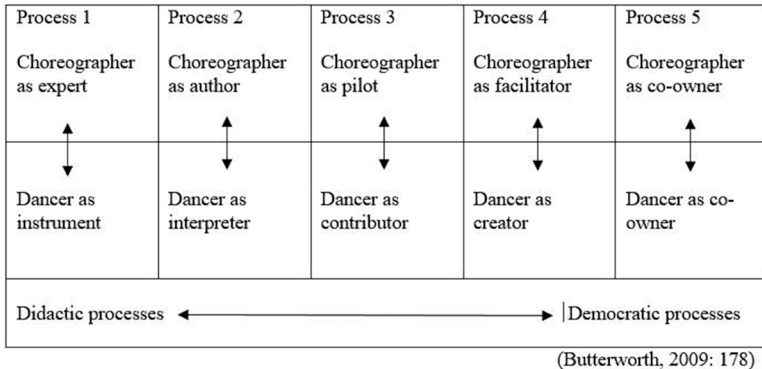 Process 1
Choreographer
as expert
Process 2
Choreographer
as author
Process 3
Choreographer
as pilot
Process 4
Choreographer
as facilitator
Process 5
Choreographer
as co-owner
Dancer as
instrument
Dancer as
interpreter
Dancer as
contributor
Dancer as
creator
Dancer as co-
owner
Didactic processes
Democratic processes
(Butterworth, 2009: 178)